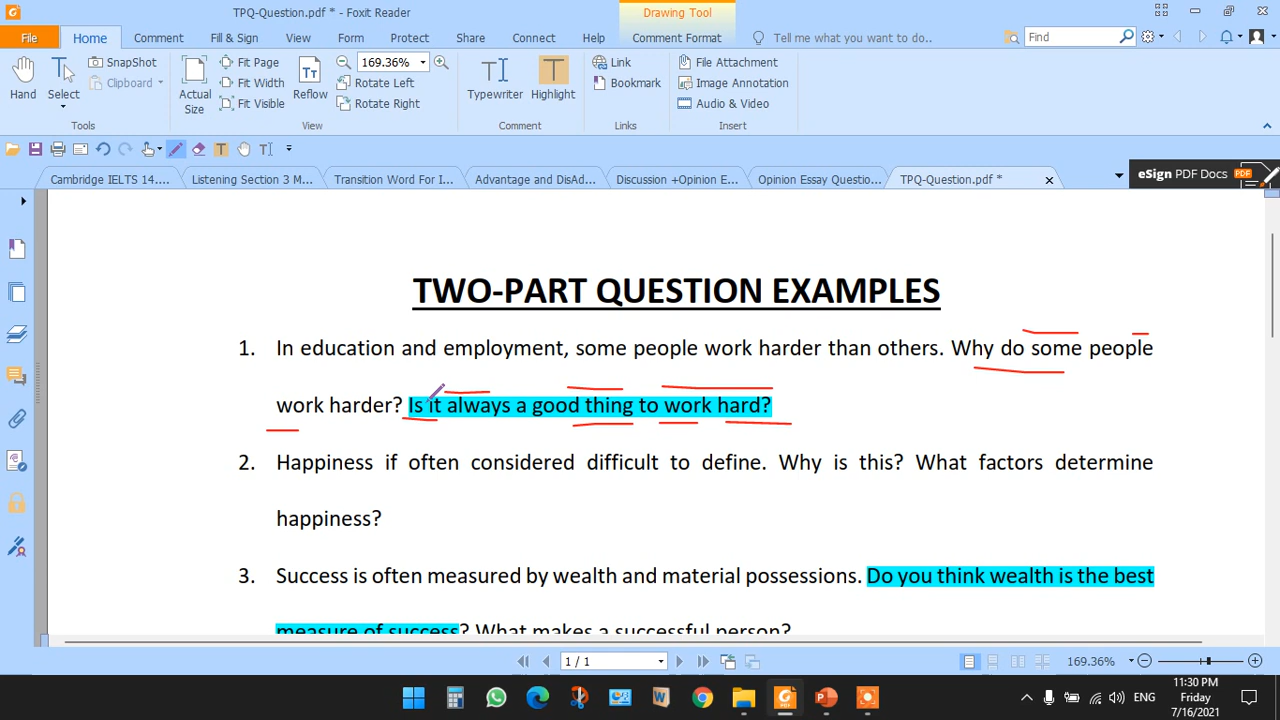 TPQ-Question.pdf * - Foxit Reader
Drawing Tool
File Home Comment Fill & Sign View Form Protect Share Connect Help Comment Format Tell me what you want to do.. Find
Hand
Select
SnapShot
Clipboard
Actual Size
Fit Page
Fit Width
Fit Visible
Reflow
169.36%
Rotate Left
Rotate Right
Typewriter
Highlight
Link
Bookmark
File Attachment
Image Annotation
Audio & Video
Tools View Comment Links Insert
Cambridge IELTS 14.... Listening Section 3 M... Transition Word For I... Advantage and DisAd... Discussion +Opinion E... Opinion Essay Questio... TPQ-Question.pdf * eSign PDF Docs
TWO-PART QUESTION EXAMPLES
1. In education and employment, some people work harder than others. Why do some people
work harder? Is it always a good thing to work hard?
2. Happiness if often considered difficult to define. Why is this? What factors determine
happiness?
3. Success is often measured by wealth and material possessions. Do you think wealth is the best
measure of success? What makes a successful person?
1 / 1 169.36%
ENG
11:30 PM
Friday
7/16/2021